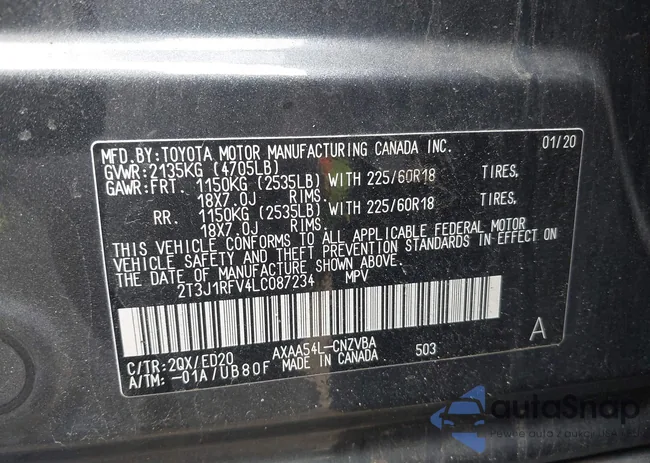 MFD.BY:TOYOTA MOTOR MANUFACTURING CANADA INC. 01/20
GVWR:2135KG (4705LB)
GAWR:FRT. 1150KG (2535LB) WITH 225/60R18 TIRES,
18X7.0J RIMS.
RR. 1150KG (2535LB) WITH 225/60R18 TIRES,
18X7.0J RIMS.
THIS VEHICLE CONFORMS TO ALL APPLICABLE FEDERAL MOTOR
VEHICLE SAFETY AND THEFT PREVENTION STANDARDS IN EFFECT ON
THE DATE OF MANUFACTURE SHOWN ABOVE.
2T3J1RFV4LC087234 MPV
C/TR:2QX/ED20 AXAA54L-CNZVBA 503 A
A/TM:-01A/UB80F MADE IN CANADA
autoSnap
Pewne auto z autoSnap